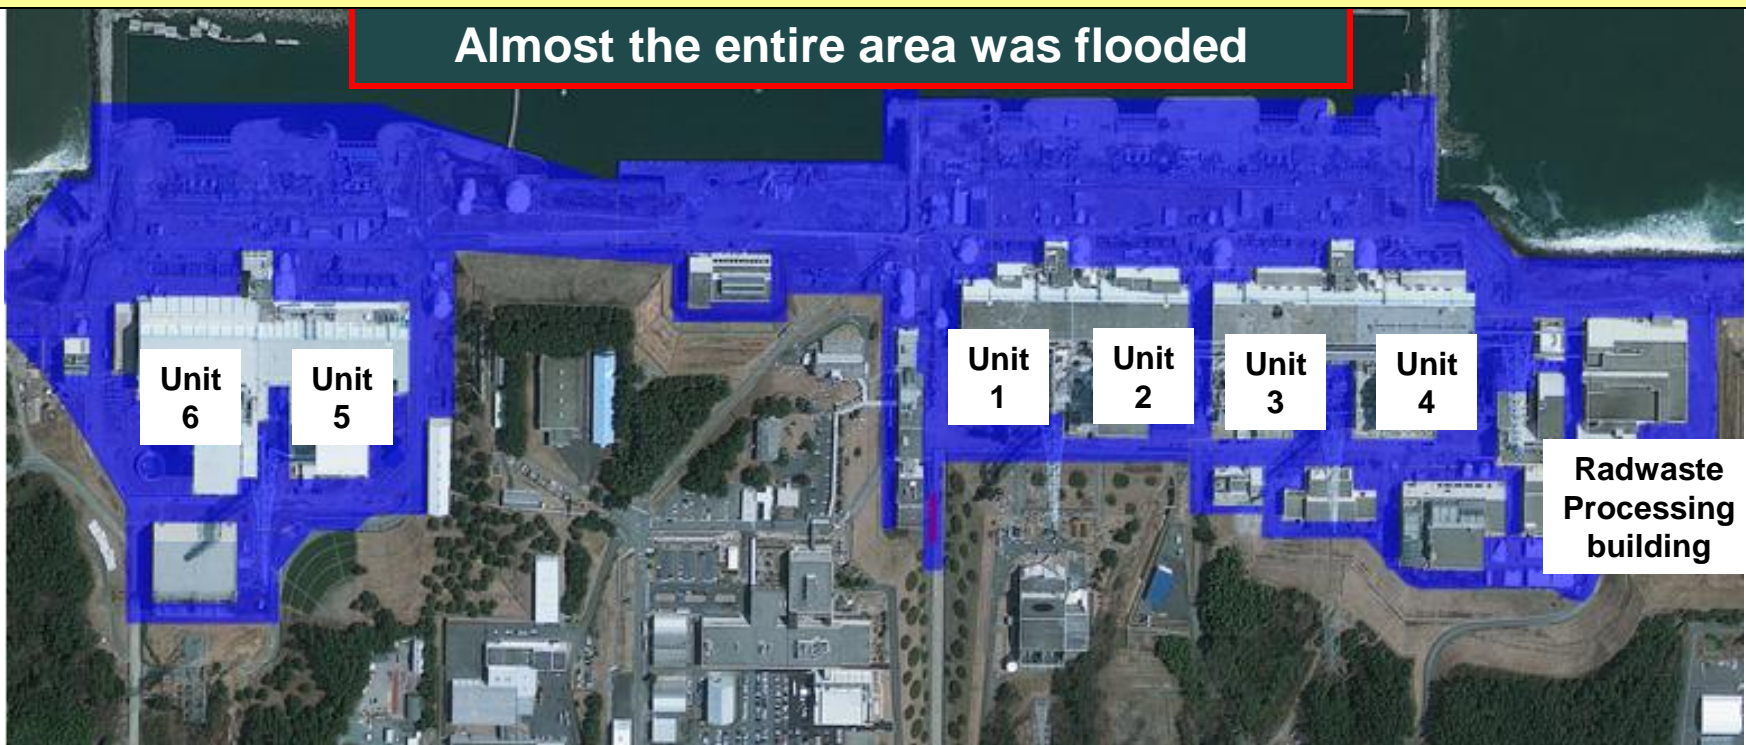 Almost the entire area was flooded
Unit
6
Unit
5
Unit
1
Unit
2
Unit
3
Unit
4
Radwaste
Processing
building